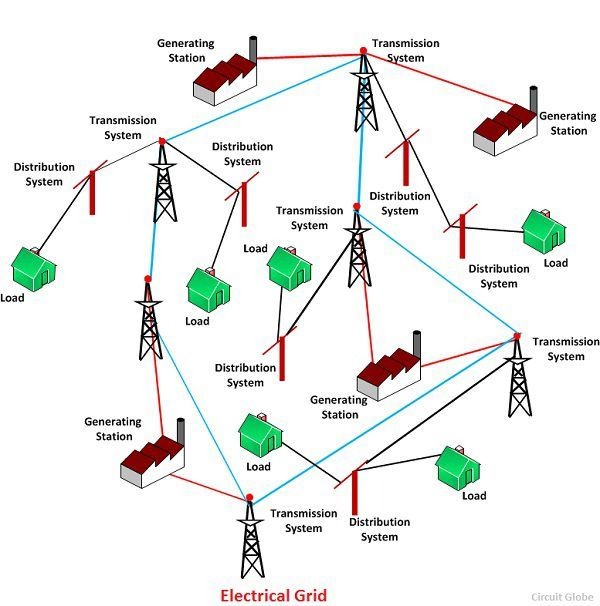 Generating
Station
Transmission
System
Generating
Station
Transmission
System
Distribution
System
Distribution
System
Distribution
System
Transmission
System
Load
Load
Distribution
System
Load
Load
Distribution
System
Transmission
System
Generating
Station
Generating
Station
Load
Load
Transmission
System
Distribution
System
Electrical Grid
Circuit Globe